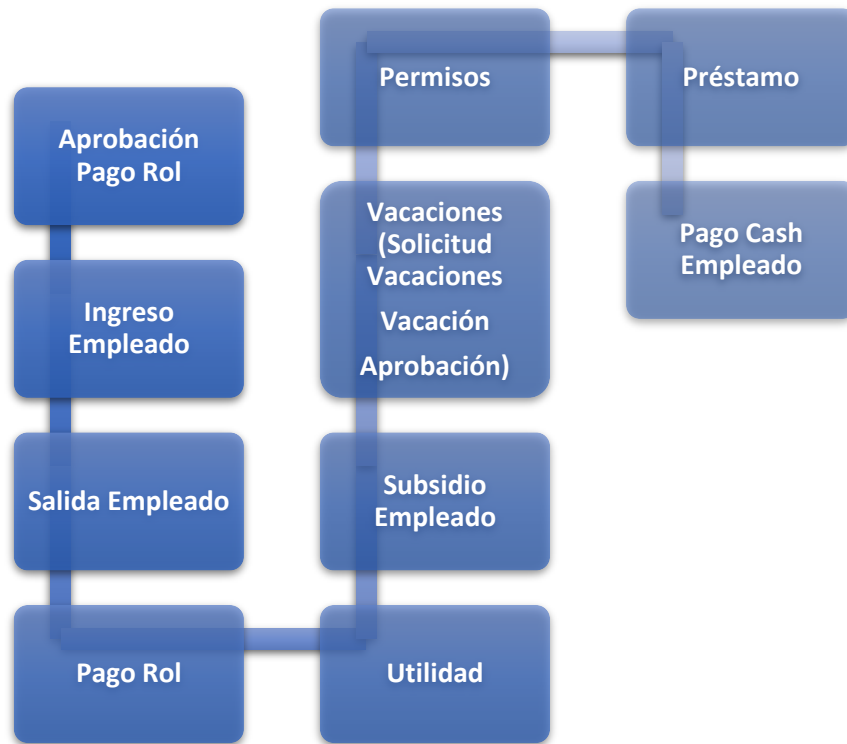 Aprobación
Pago Rol
Ingreso
Empleado
Salida Empleado
Pago Rol
Utilidad
Subsidio
Empleado
Vacaciones
(Solicitud
Vacaciones
Vacación
Aprobación)
Permisos
Préstamo
Pago Cash
Empleado